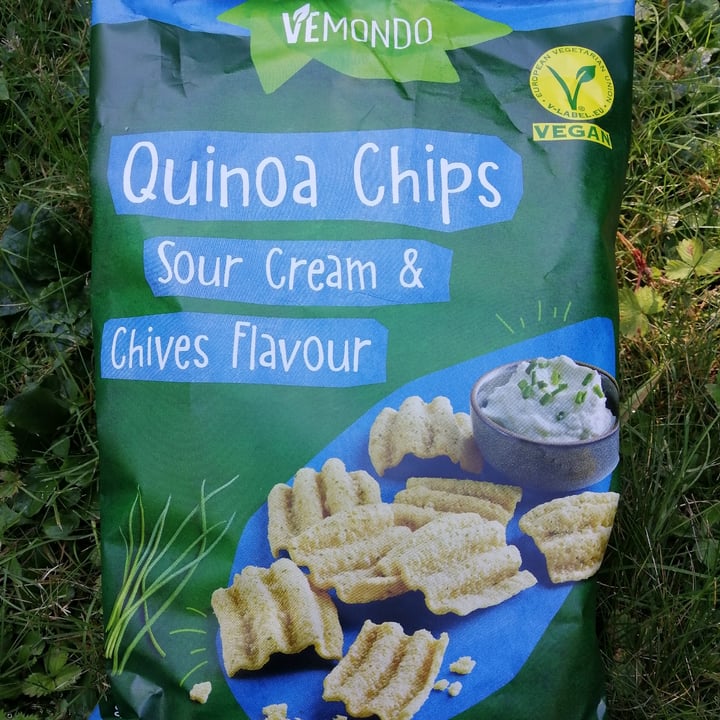 VEMONDO
EUROPEAN VEGETARIAN UNION
V-LABEL.EU
VEGAN
Quinoa Chips
Sour Cream &
Chives Flavour